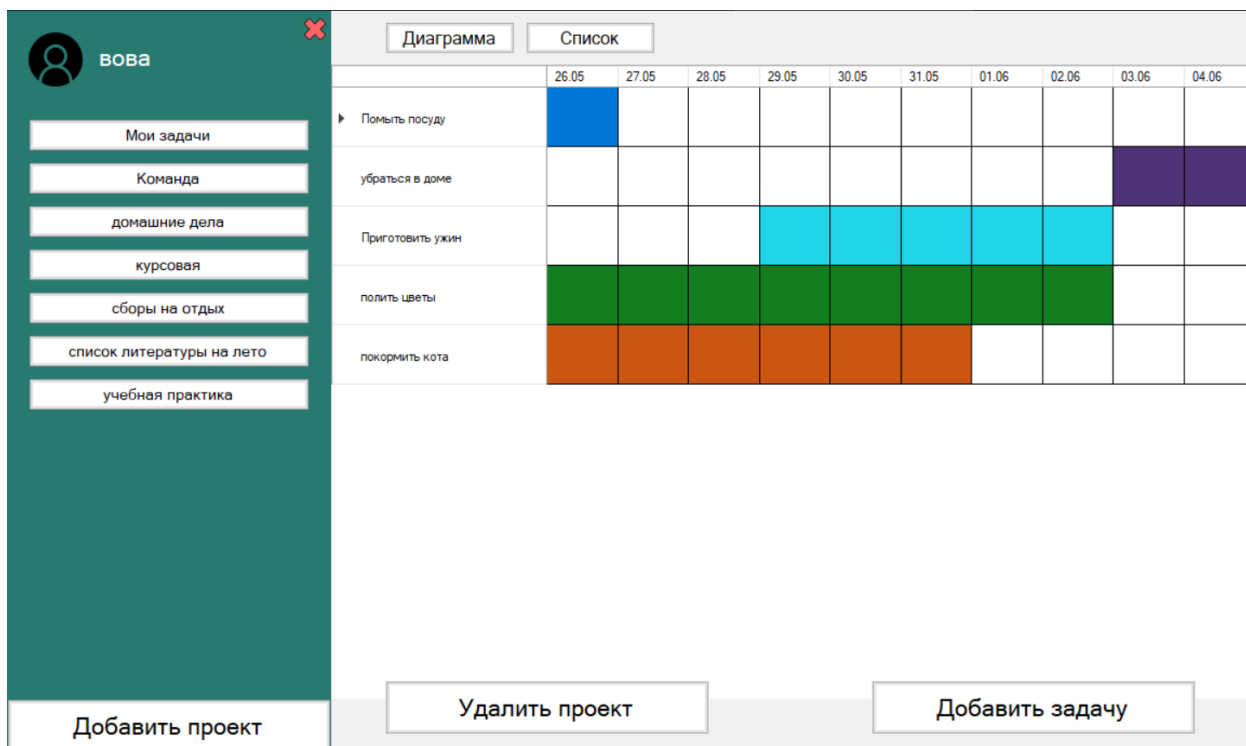 вова
Мои задачи
Команда
домашние дела
курсовая
сборы на отдых
список литературы на лето
учебная практика
Добавить проект
Диаграмма Список
26.05 27.05 28.05 29.05 30.05 31.05 01.06 02.06 03.06 04.06
Помыть посуду
убраться в доме
Приготовить ужин
полить цветы
покормить кота
Удалить проект Добавить задачу